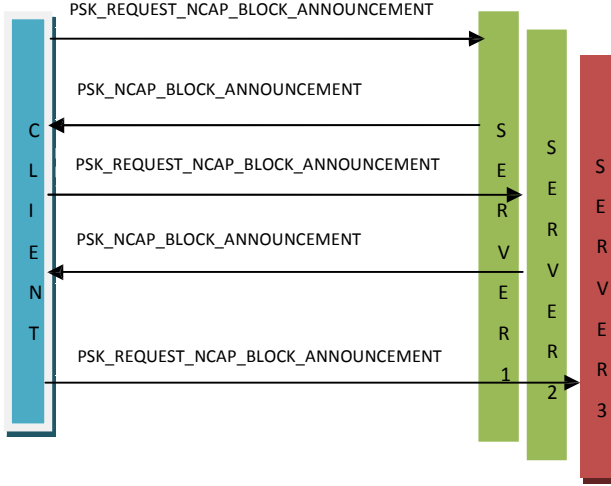 PSK_REQUEST_NCAP_BLOCK_ANNOUNCEMENT
PSK_NCAP_BLOCK_ANNOUNCEMENT
PSK_REQUEST_NCAP_BLOCK_ANNOUNCEMENT
PSK_NCAP_BLOCK_ANNOUNCEMENT
PSK_REQUEST_NCAP_BLOCK_ANNOUNCEMENT
CLIENT
SERVER1
SERVER2
SERVER3